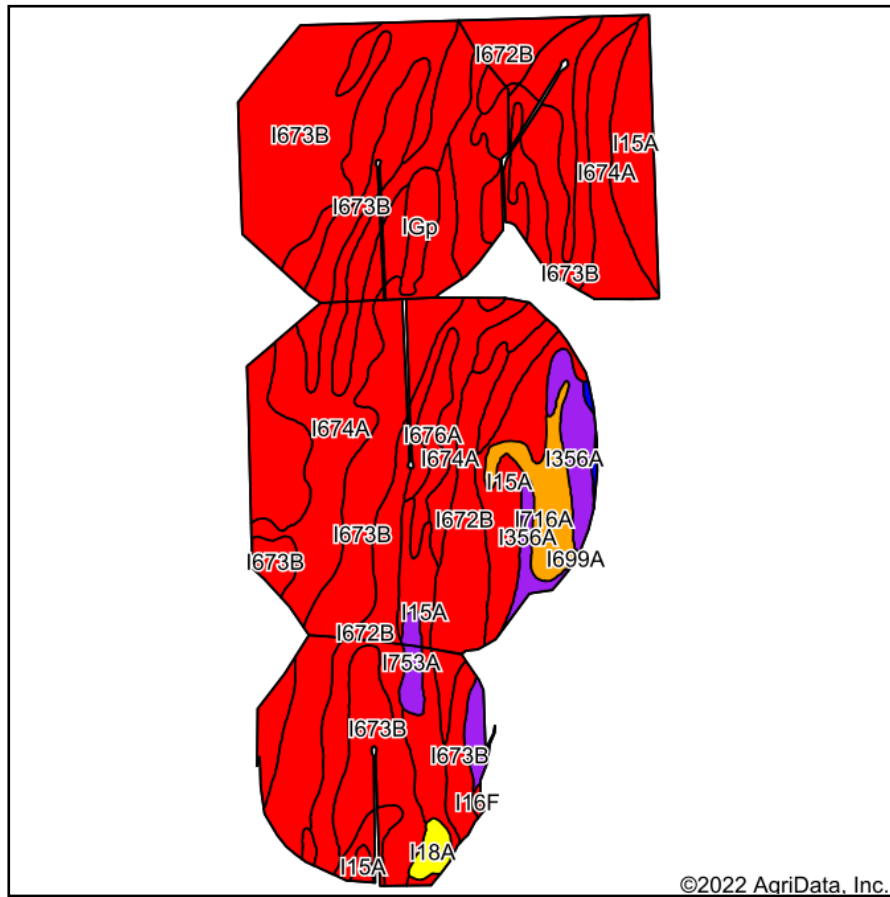 I672B
I673B
I15A
I674A
I673B
IGp
I673B
I674A
I676A
I674A
I356A
I15A
I672B
I716A
I673B
I356A
I673B
I699A
I15A
I672B
I753A
I673B
I673B
I16F
I18A
I15A
©2022 AgriData, Inc.